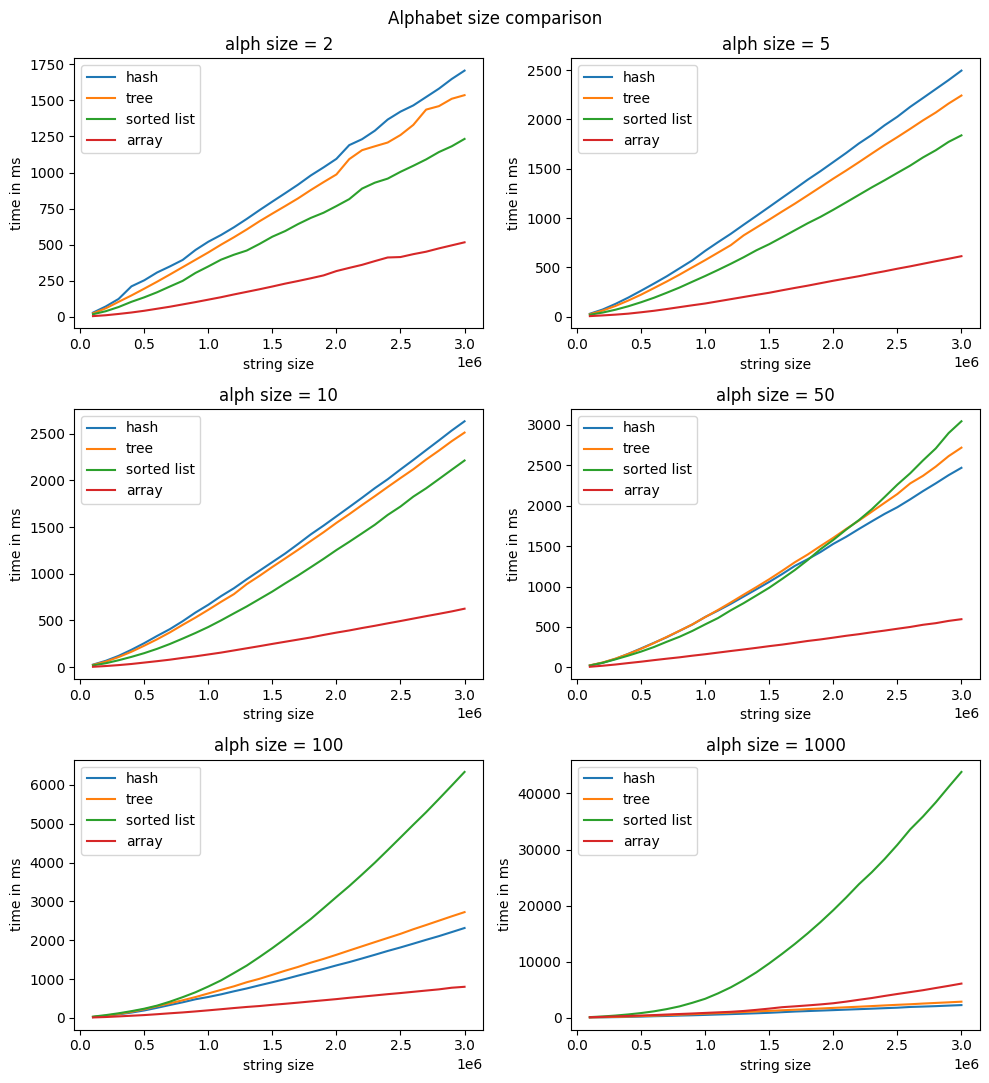 Alphabet size comparison
alph size = 2
1750
1500
1250
1000
750
500
250
0
time in ms
hash
tree
sorted list
array
0.0 0.5 1.0 1.5 2.0 2.5 3.0
1e6
string size
alph size = 5
2500
2000
1500
1000
500
0
time in ms
hash
tree
sorted list
array
0.0 0.5 1.0 1.5 2.0 2.5 3.0
1e6
string size
alph size = 10
2500
2000
1500
1000
500
0
time in ms
hash
tree
sorted list
array
0.0 0.5 1.0 1.5 2.0 2.5 3.0
1e6
string size
alph size = 50
3000
2500
2000
1500
1000
500
0
time in ms
hash
tree
sorted list
array
0.0 0.5 1.0 1.5 2.0 2.5 3.0
1e6
string size
alph size = 100
6000
5000
4000
3000
2000
1000
0
time in ms
hash
tree
sorted list
array
0.0 0.5 1.0 1.5 2.0 2.5 3.0
1e6
string size
alph size = 1000
40000
30000
20000
10000
0
time in ms
hash
tree
sorted list
array
0.0 0.5 1.0 1.5 2.0 2.5 3.0
1e6
string size